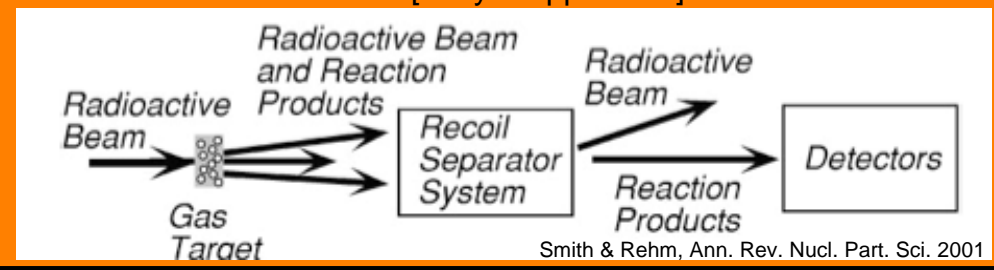 Radioactive Beam
and Reaction
Products
Radioactive
Beam
Gas
Target
Recoil
Separator
System
Radioactive
Beam
Reaction
Products
Detectors
Smith & Rehm, Ann. Rev. Nucl. Part. Sci. 2001